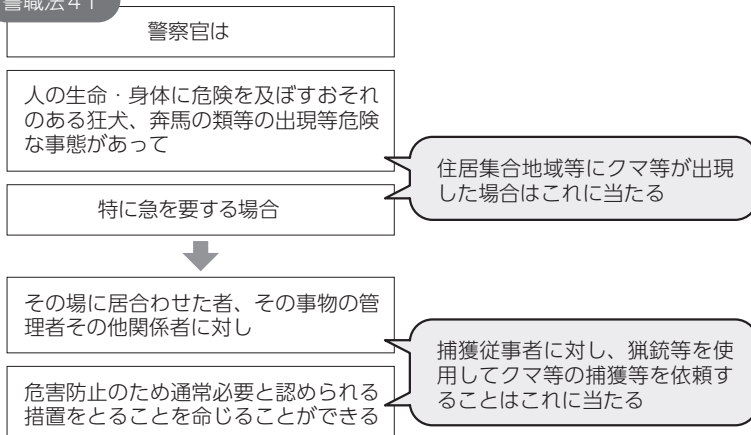 警職法4Ⅰ
警察官は
人の生命・身体に危険を及ぼすおそれ
のある狂犬、奔馬の類等の出現等危険
な事態があって
住居集合地域等にクマ等が出現
した場合はこれに当たる
特に急を要する場合
その場に居合わせた者、その事物の管
理者その他関係者に対し
捕獲従事者に対し、猟銃等を使
用してクマ等の捕獲等を依頼す
ることはこれに当たる
危害防止のため通常必要と認められる
措置をとることを命じることができる